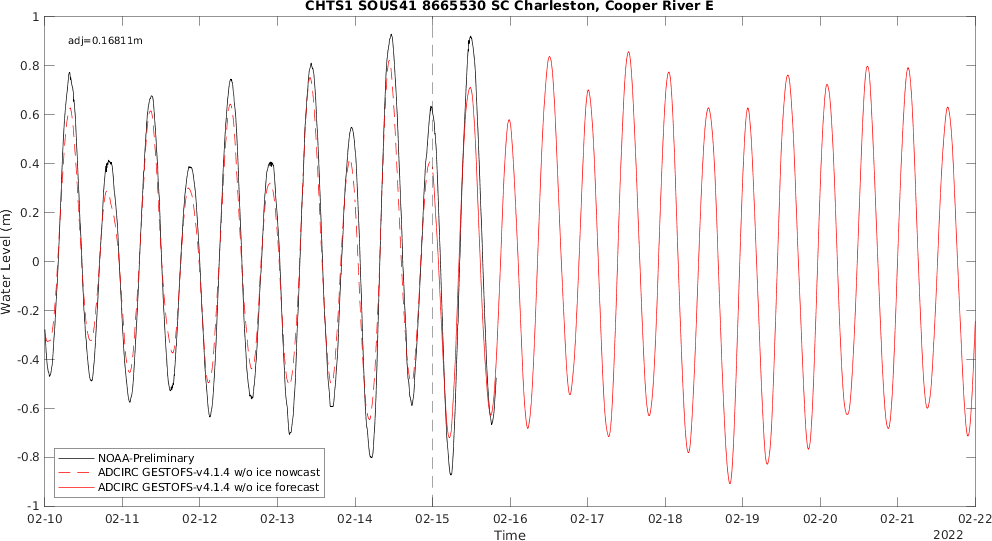 CHTS1 SOUS41 8665530 SC Charleston, Cooper River E
adj=0.16811m
1
0.8
0.6
0.4
0.2
0
-0.2
-0.4
-0.6
-0.8
-1
Water Level (m)
NOAA-Preliminary
ADCIRC GESTOFS-v4.1.4 w/o ice nowcast
ADCIRC GESTOFS-v4.1.4 w/o ice forecast
02-10 02-11 02-12 02-13 02-14 02-15 02-16 02-17 02-18 02-19 02-20 02-21 02-22
Time
2022